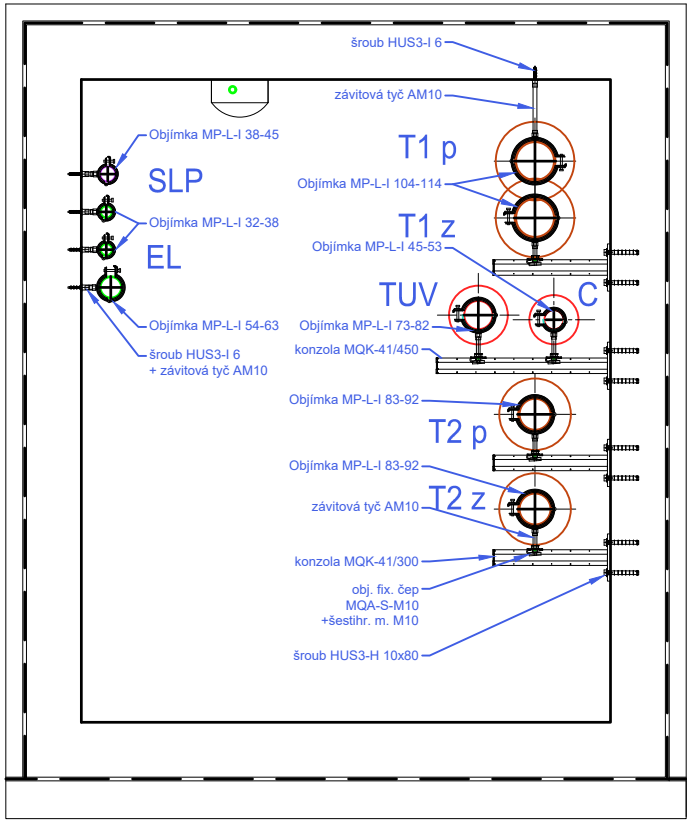 šroub HUS3-I 6
závitová tyč AM10
Objímka MP-L-I 38-45
T1 p
SLP
Objímka MP-L-I 104-114
Objímka MP-L-I 32-38
T1 z
EL
Objímka MP-L-I 45-53
TUV
C
Objímka MP-L-I 54-63
Objímka MP-L-I 73-82
šroub HUS3-I 6
+ závitová tyč AM10
konzola MQK-41/450
Objímka MP-L-I 83-92
T2 p
Objímka MP-L-I 83-92
T2 z
závitová tyč AM10
konzola MQK-41/300
obj. fix. čep
MQA-S-M10
+šestihr. m. M10
šroub HUS3-H 10x80